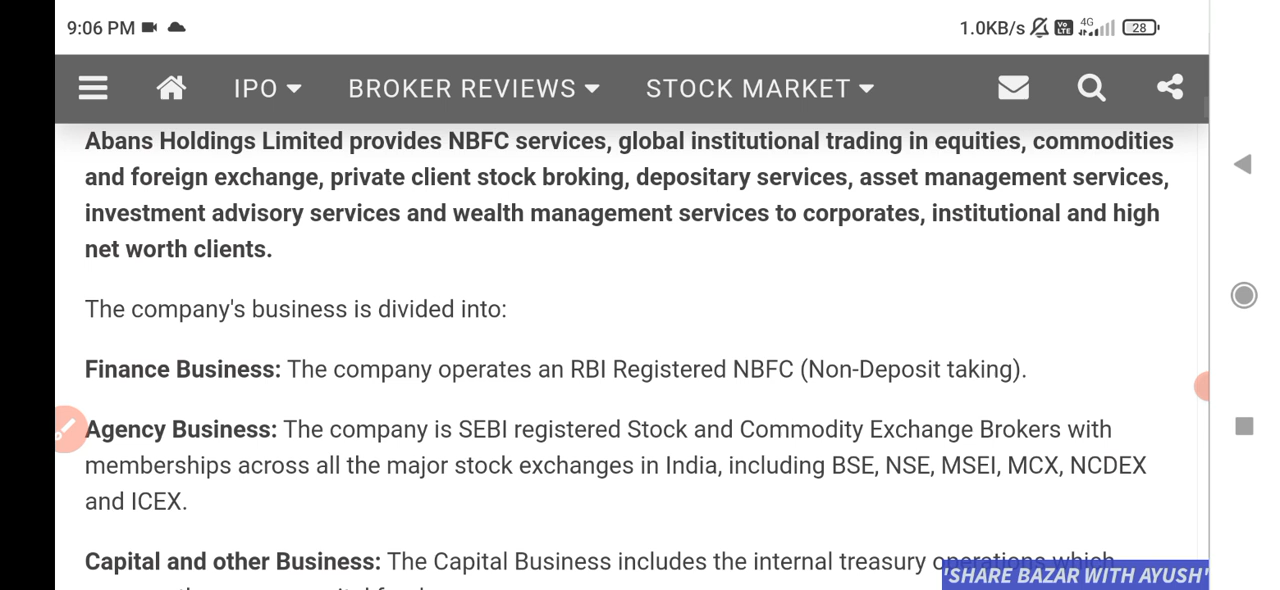 9:06 PM
1.0KB/s 4G 28
IPO BROKER REVIEWS STOCK MARKET
Abans Holdings Limited provides NBFC services, global institutional trading in equities, commodities
and foreign exchange, private client stock broking, depositary services, asset management services,
investment advisory services and wealth management services to corporates, institutional and high
net worth clients.
The company's business is divided into:
Finance Business: The company operates an RBI Registered NBFC (Non-Deposit taking).
Agency Business: The company is SEBI registered Stock and Commodity Exchange Brokers with
memberships across all the major stock exchanges in India, including BSE, NSE, MSEI, MCX, NCDEX
and ICEX.
Capital and other Business: The Capital Business includes the internal treasury operations which
'SHARE BAZAR WITH AYUSH'